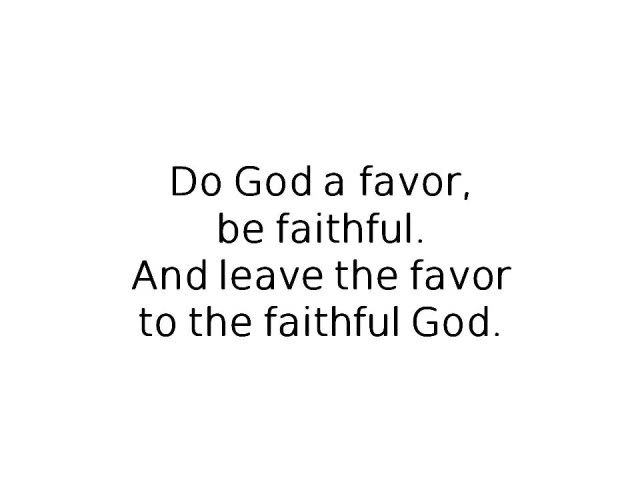 Do God a favor,
be faithful.
And leave the favor
to the faithful God.